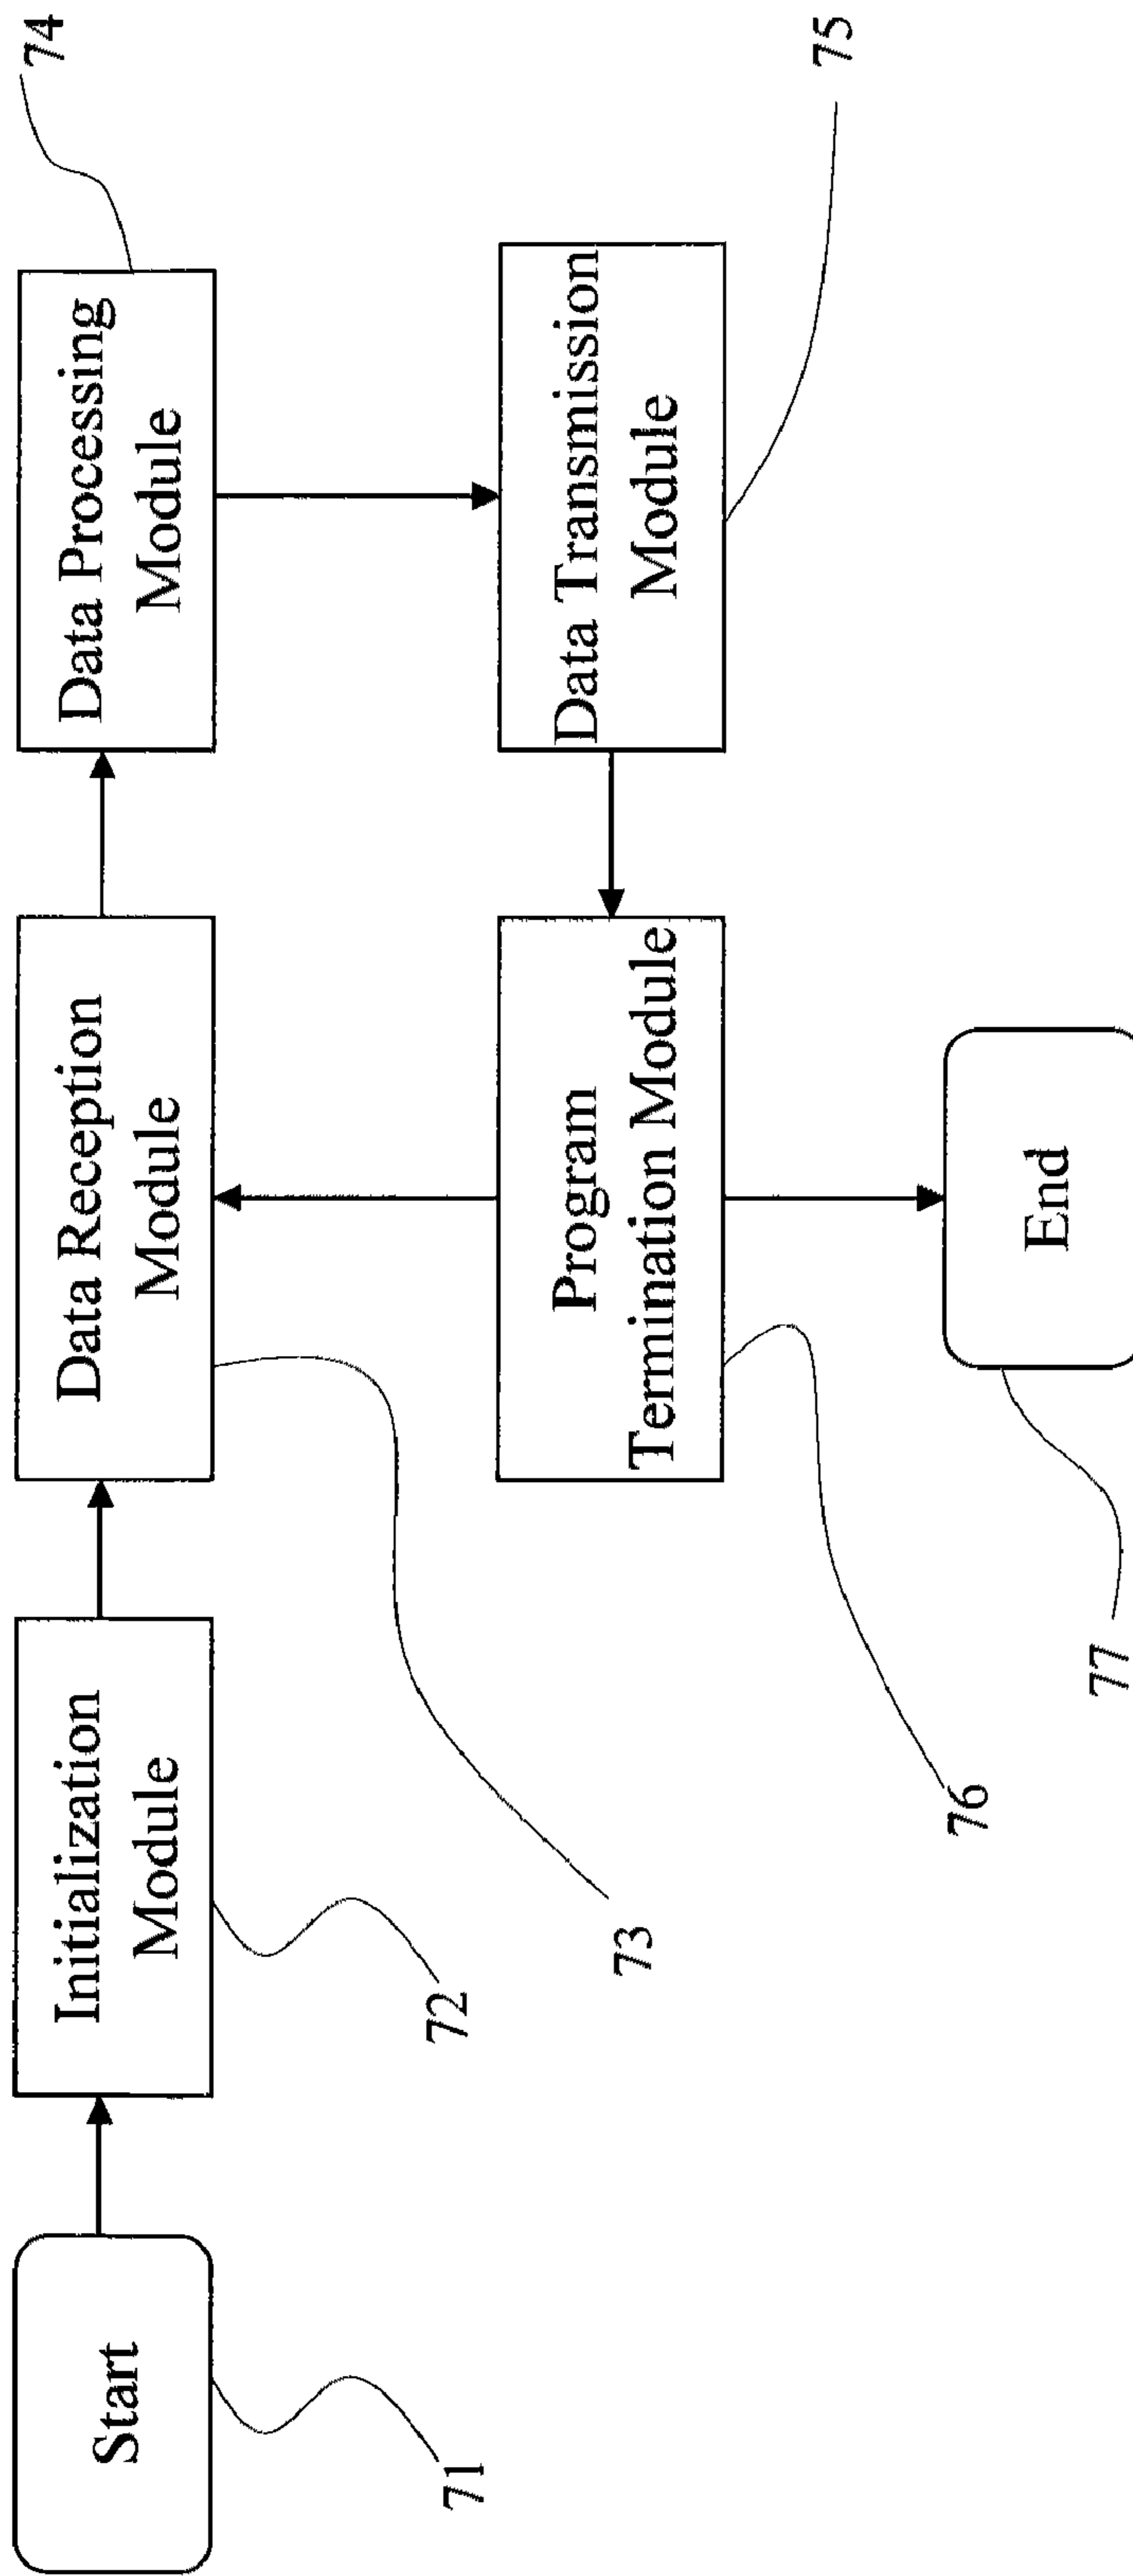 Start
Initialization
Module
Data Reception
Module
Data Processing
Module
74
71
72
73
Program
Termination Module
Data Transmission
Module
75
76
End
77